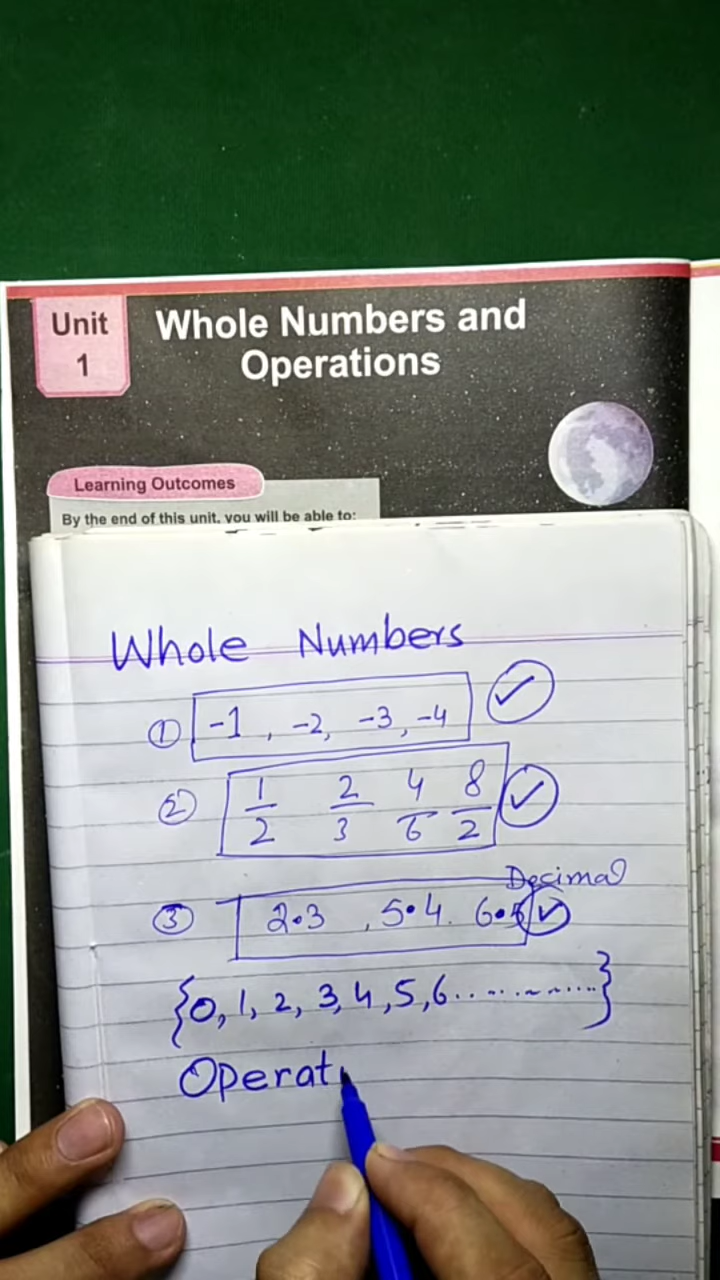 Unit
1
Whole Numbers and
Operations
Learning Outcomes
By the end of this unit, you will be able to:
Whole Numbers
① -1 , -2, -3, -4 ✓
② 1/2 2/3 4/6 8/2 ✓
Decimal
③ 2.3 , 5.4. 6.5 ✓
{0, 1, 2, 3, 4, 5, 6..............}
Operat